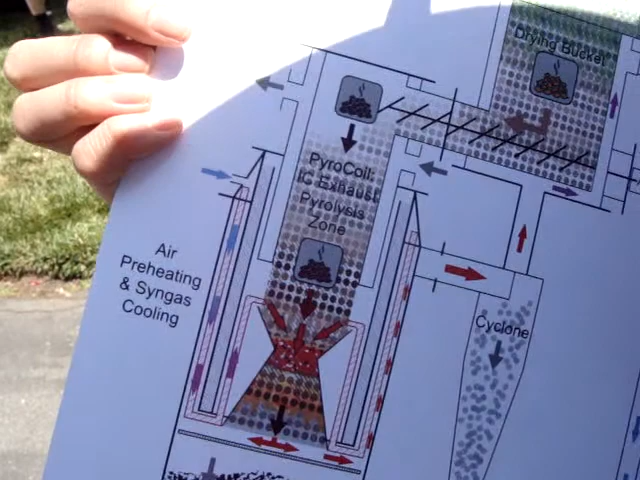 Drying Bucket
PyroCoil:
IC Exhaust
Pyrolysis
Zone
Air
Preheating
& Syngas
Cooling
Cyclone